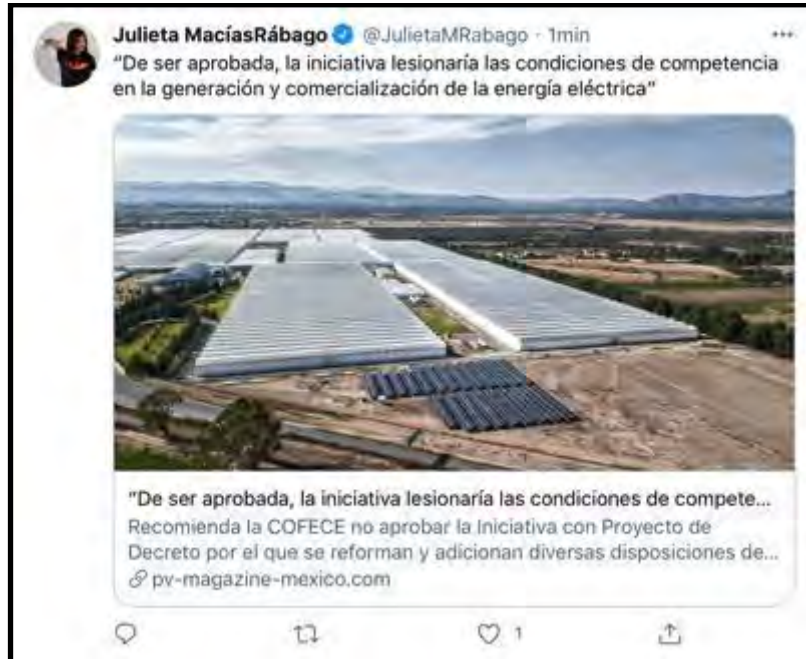 Julieta MacíasRábago @JulietaMRabago · 1min
“De ser aprobada, la iniciativa lesionaría las condiciones de competencia
en la generación y comercialización de la energía eléctrica”
“De ser aprobada, la iniciativa lesionaría las condiciones de compete...
Recomienda la COFECE no aprobar la Iniciativa con Proyecto de
Decreto por el que se reforman y adicionan diversas disposiciones de...
pv-magazine-mexico.com
1